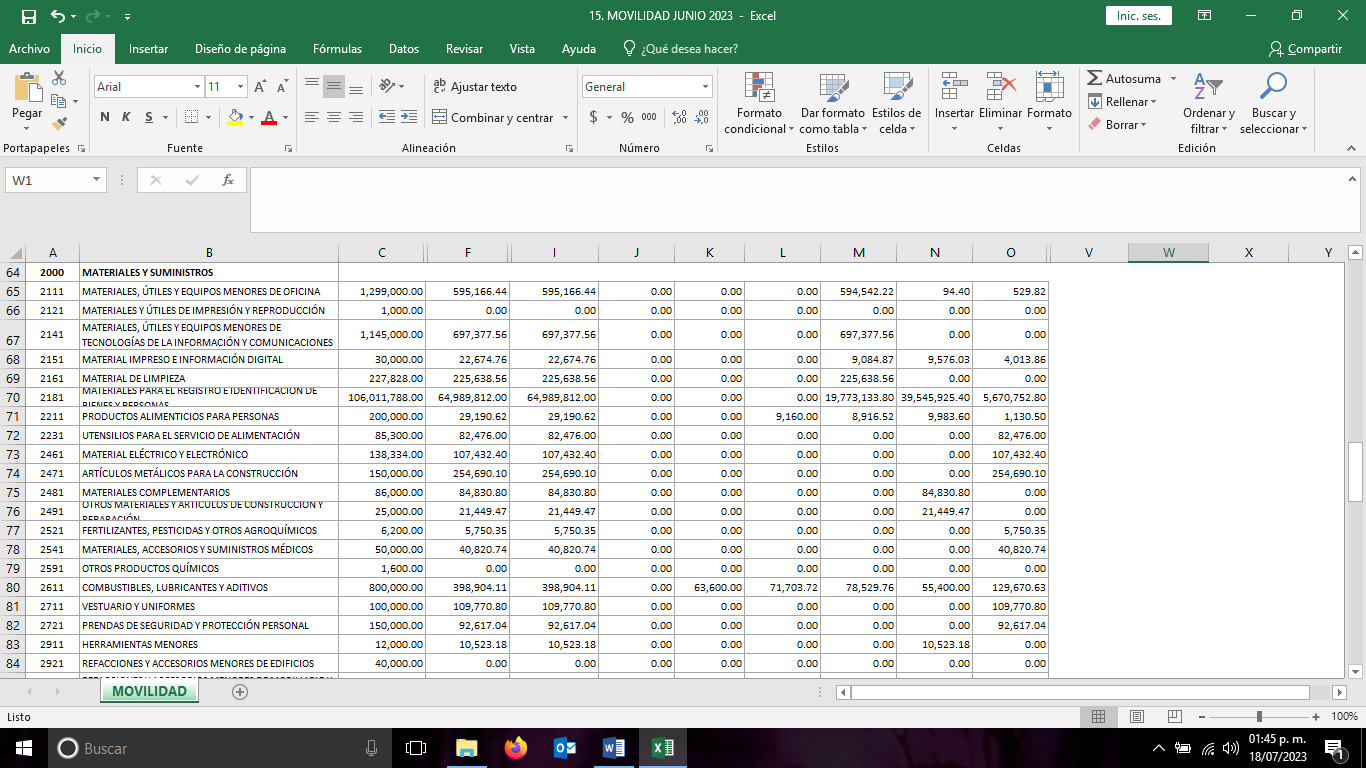 15. MOVILIDAD JUNIO 2023 - Excel
Inic. ses.
Archivo Inicio Insertar Diseño de página Fórmulas Datos Revisar Vista Ayuda ¿Qué desea hacer? Compartir
Arial 11 Ajustar texto General Autosuma
Pegar Formato condicional Dar formato como tabla Estilos de celda Insertar Eliminar Formato Rellenar Ordenar y filtrar Buscar y seleccionar
N K S Combinar y centrar $ % 000 Borrar
Portapapeles Fuente Alineación Número Estilos Celdas Edición
W1 fx
A B C F I J K L M N O V W X Y
64 2000 MATERIALES Y SUMINISTROS
65 2111 MATERIALES, ÚTILES Y EQUIPOS MENORES DE OFICINA 1,299,000.00 595,166.44 595,166.44 0.00 0.00 0.00 594,542.22 94.40 529.82
66 2121 MATERIALES Y ÚTILES DE IMPRESIÓN Y REPRODUCCIÓN 1,000.00 0.00 0.00 0.00 0.00 0.00 0.00 0.00 0.00
67 2141 MATERIALES, ÚTILES Y EQUIPOS MENORES DE
TECNOLOGÍAS DE LA INFORMACIÓN Y COMUNICACIONES 1,145,000.00 697,377.56 697,377.56 0.00 0.00 0.00 697,377.56 0.00 0.00
68 2151 MATERIAL IMPRESO E INFORMACIÓN DIGITAL 30,000.00 22,674.76 22,674.76 0.00 0.00 0.00 9,084.87 9,576.03 4,013.86
69 2161 MATERIAL DE LIMPIEZA 227,828.00 225,638.56 225,638.56 0.00 0.00 0.00 225,638.56 0.00 0.00
70 2181 MATERIALES PARA EL REGISTRO E IDENTIFICACIÓN DE
BIENES Y PERSONAS 106,011,788.00 64,989,812.00 64,989,812.00 0.00 0.00 0.00 19,773,133.80 39,545,925.40 5,670,752.80
71 2211 PRODUCTOS ALIMENTICIOS PARA PERSONAS 200,000.00 29,190.62 29,190.62 0.00 0.00 9,160.00 8,916.52 9,983.60 1,130.50
72 2231 UTENSILIOS PARA EL SERVICIO DE ALIMENTACIÓN 85,300.00 82,476.00 82,476.00 0.00 0.00 0.00 0.00 0.00 82,476.00
73 2461 MATERIAL ELÉCTRICO Y ELECTRÓNICO 138,334.00 107,432.40 107,432.40 0.00 0.00 0.00 0.00 0.00 107,432.40
74 2471 ARTÍCULOS METÁLICOS PARA LA CONSTRUCCIÓN 150,000.00 254,690.10 254,690.10 0.00 0.00 0.00 0.00 0.00 254,690.10
75 2481 MATERIALES COMPLEMENTARIOS 86,000.00 84,830.80 84,830.80 0.00 0.00 0.00 0.00 84,830.80 0.00
76 2491 OTROS MATERIALES Y ARTÍCULOS DE CONSTRUCCIÓN Y
REPARACIÓN 25,000.00 21,449.47 21,449.47 0.00 0.00 0.00 0.00 21,449.47 0.00
77 2521 FERTILIZANTES, PESTICIDAS Y OTROS AGROQUÍMICOS 6,200.00 5,750.35 5,750.35 0.00 0.00 0.00 0.00 0.00 5,750.35
78 2541 MATERIALES, ACCESORIOS Y SUMINISTROS MÉDICOS 50,000.00 40,820.74 40,820.74 0.00 0.00 0.00 0.00 0.00 40,820.74
79 2591 OTROS PRODUCTOS QUÍMICOS 1,600.00 0.00 0.00 0.00 0.00 0.00 0.00 0.00 0.00
80 2611 COMBUSTIBLES, LUBRICANTES Y ADITIVOS 800,000.00 398,904.11 398,904.11 0.00 63,600.00 71,703.72 78,529.76 55,400.00 129,670.63
81 2711 VESTUARIO Y UNIFORMES 100,000.00 109,770.80 109,770.80 0.00 0.00 0.00 0.00 0.00 109,770.80
82 2721 PRENDAS DE SEGURIDAD Y PROTECCIÓN PERSONAL 150,000.00 92,617.04 92,617.04 0.00 0.00 0.00 0.00 0.00 92,617.04
83 2911 HERRAMIENTAS MENORES 12,000.00 10,523.18 10,523.18 0.00 0.00 0.00 0.00 10,523.18 0.00
84 2921 REFACCIONES Y ACCESORIOS MENORES DE EDIFICIOS 40,000.00 0.00 0.00 0.00 0.00 0.00 0.00 0.00 0.00
MOVILIDAD
Listo 100%
Buscar 01:45 p. m.
18/07/2023 1